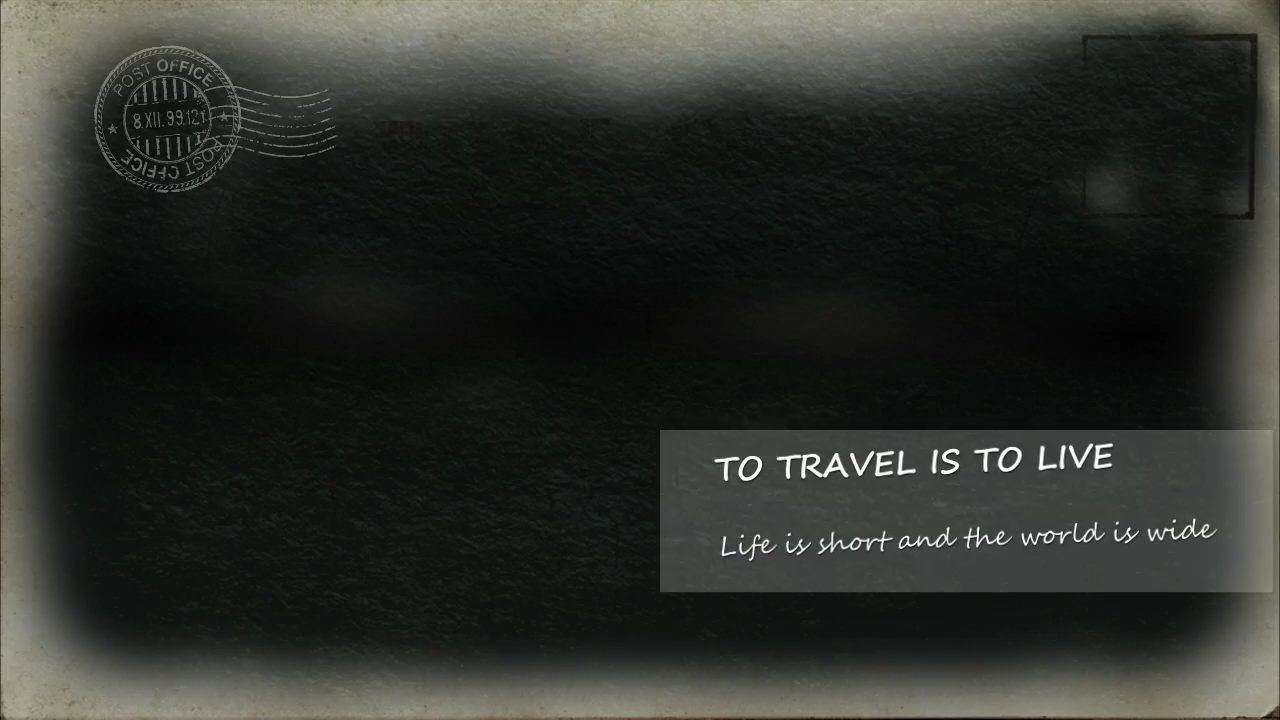 POST OFFICE
8.XII.99.12
POST OFFICE
TO TRAVEL IS TO LIVE
Life is short and the world is wide